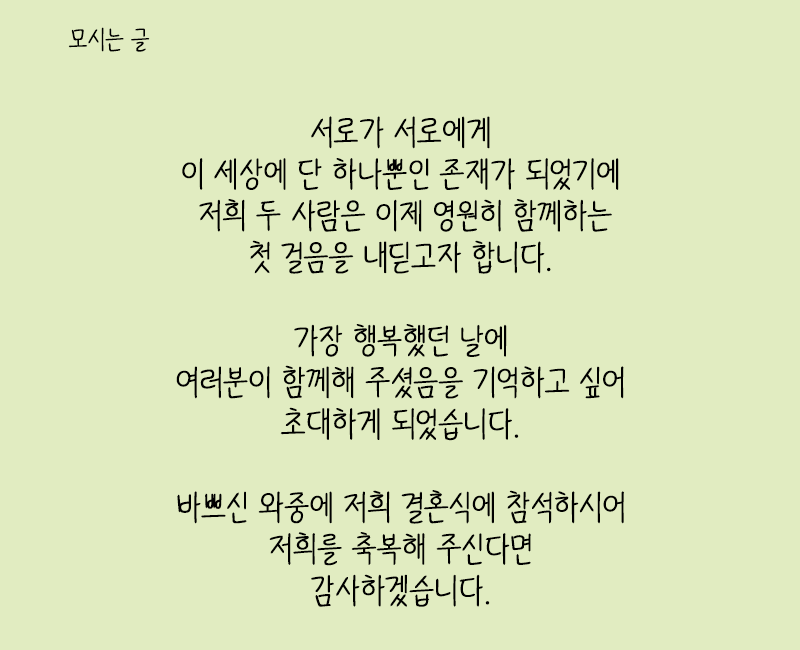 모시는 글
서로가 서로에게
이 세상에 단 하나뿐인 존재가 되었기에
저희 두 사람은 이제 영원히 함께하는
첫 걸음을 내딛고자 합니다.
가장 행복했던 날에
여러분이 함께해 주셨음을 기억하고 싶어
초대하게 되었습니다.
바쁘신 와중에 저희 결혼식에 참석하시어
저희를 축복해 주신다면
감사하겠습니다.